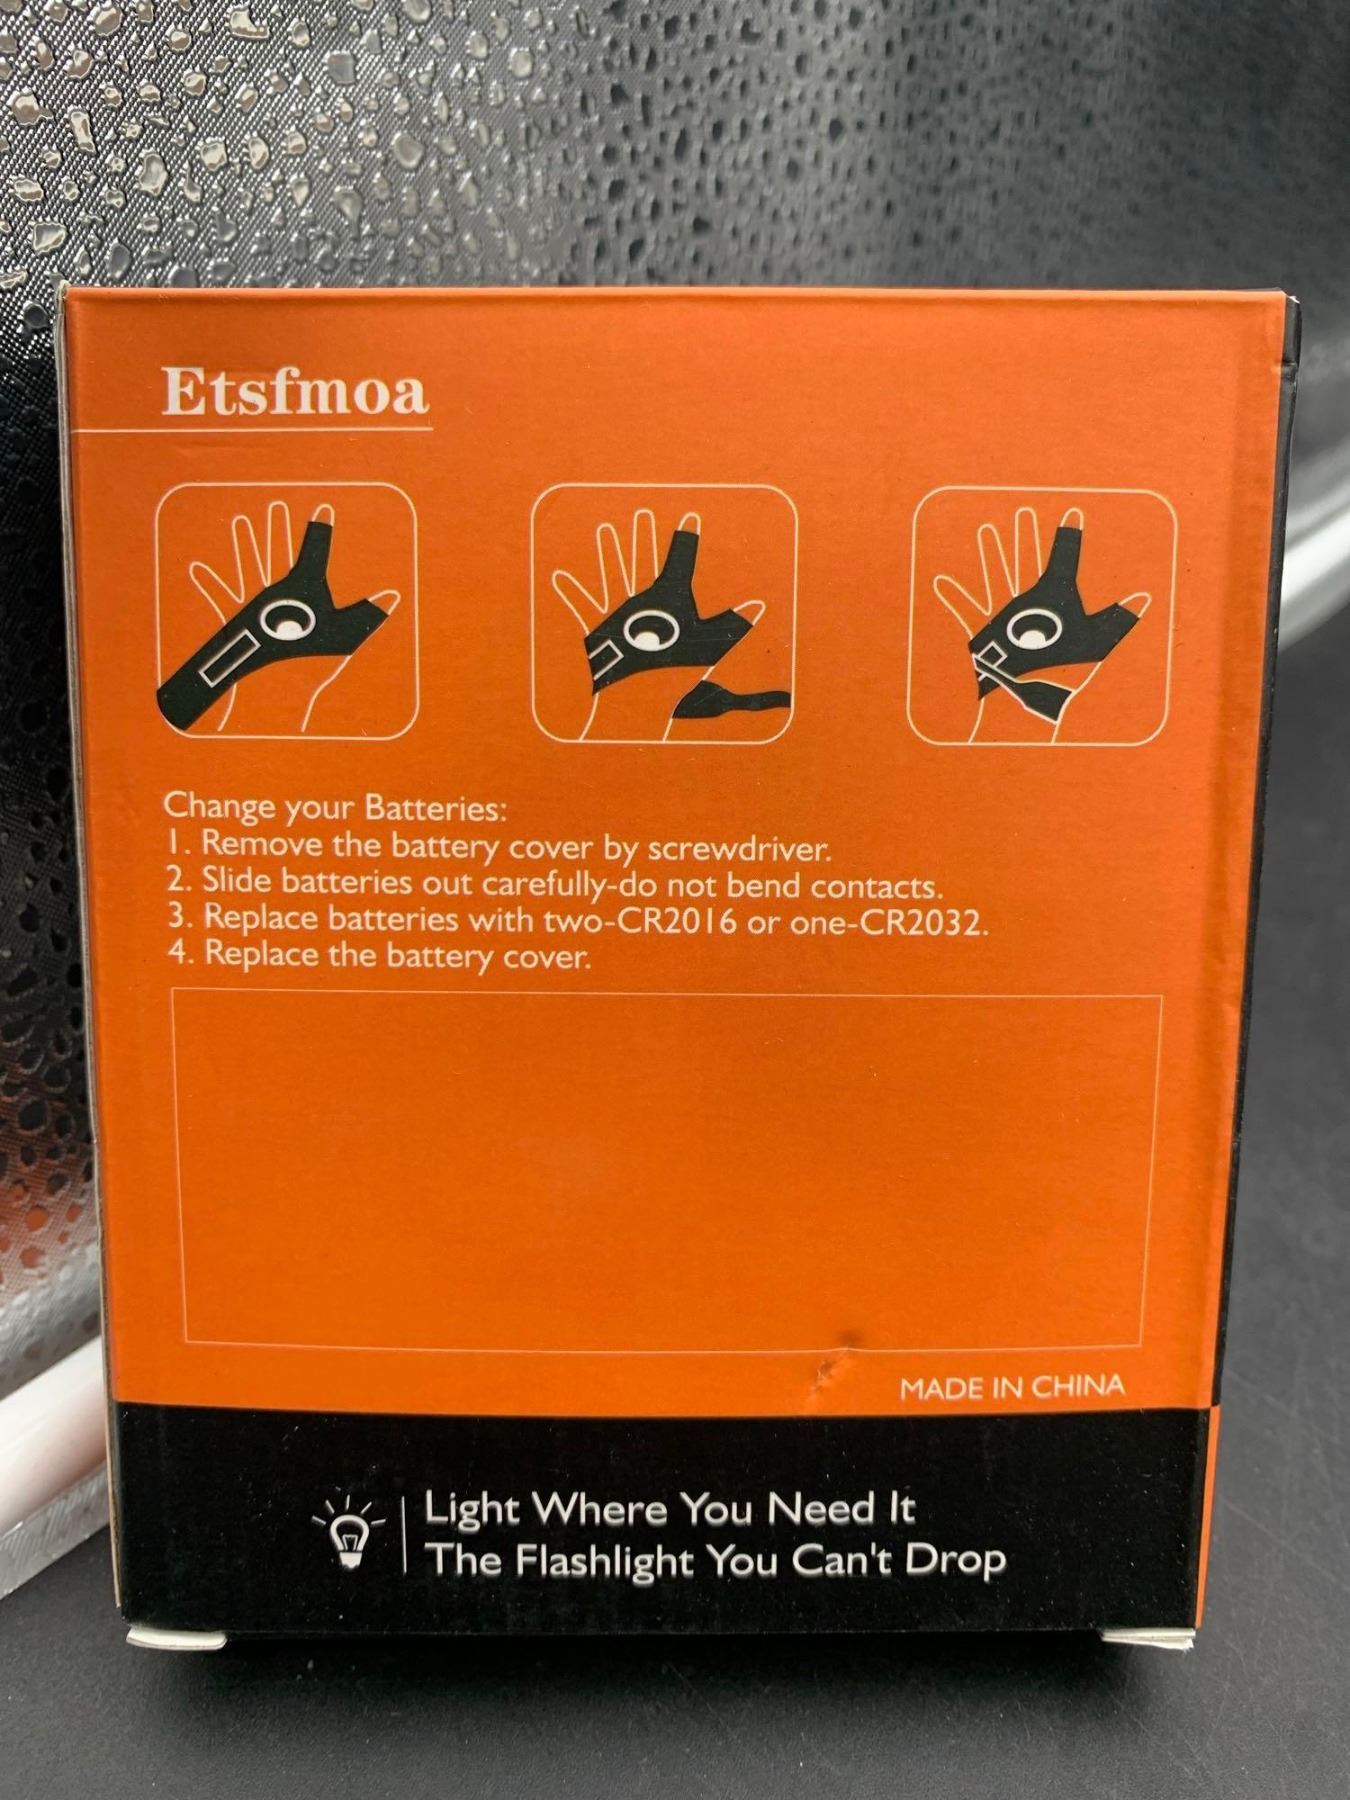 Etsfmoa
Change your Batteries:
1. Remove the battery cover by screwdriver.
2. Slide batteries out carefully-do not bend contacts.
3. Replace batteries with two-CR2016 or one-CR2032.
4. Replace the battery cover.
MADE IN CHINA
Light Where You Need It
The Flashlight You Can't Drop